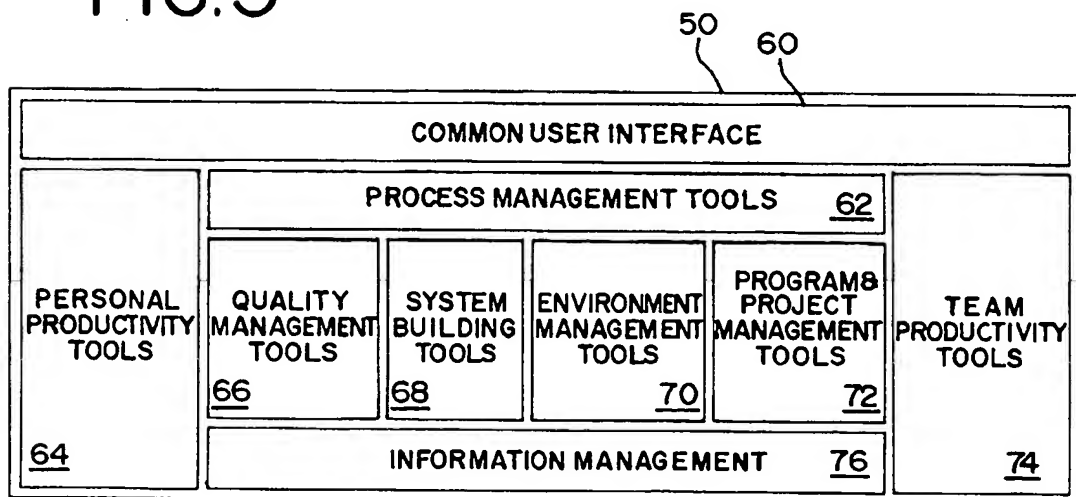 50
60
COMMON USER INTERFACE
PROCESS MANAGEMENT TOOLS 62
PERSONAL
PRODUCTIVITY
TOOLS
64
QUALITY
MANAGEMENT
TOOLS
66
SYSTEM
BUILDING
TOOLS
68
ENVIRONMENT
MANAGEMENT
TOOLS
70
PROGRAM&
PROJECT
MANAGEMENT
TOOLS
72
TEAM
PRODUCTIVITY
TOOLS
74
INFORMATION MANAGEMENT 76